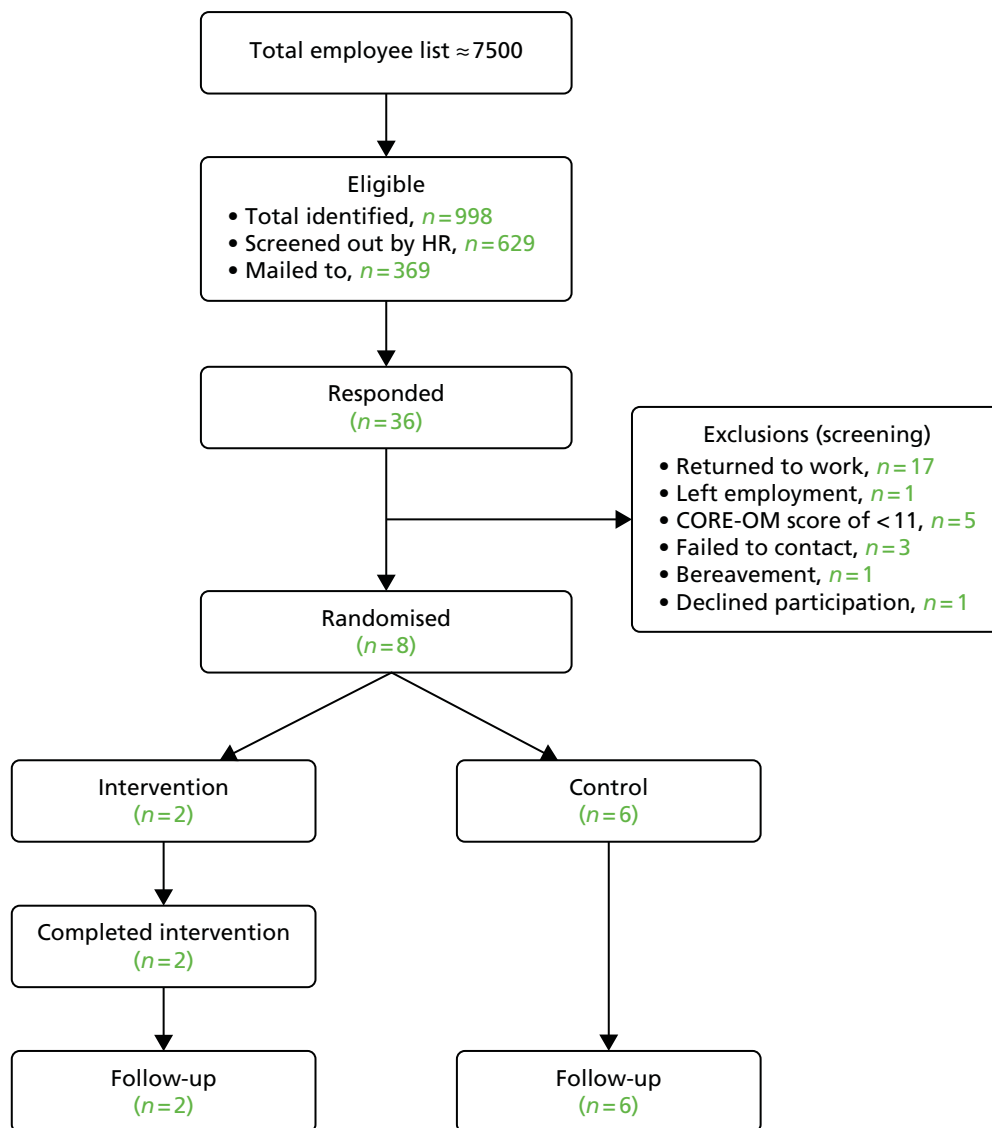 Total employee list ≈7500
Eligible
• Total identified, n=998
• Screened out by HR, n=629
• Mailed to, n=369
Responded
(n=36)
Exclusions (screening)
• Returned to work, n=17
• Left employment, n=1
• CORE-OM score of <11, n=5
• Failed to contact, n=3
• Bereavement, n=1
• Declined participation, n=1
Randomised
(n=8)
Intervention
(n=2)
Control
(n=6)
Completed intervention
(n=2)
Follow-up
(n=2)
Follow-up
(n=6)